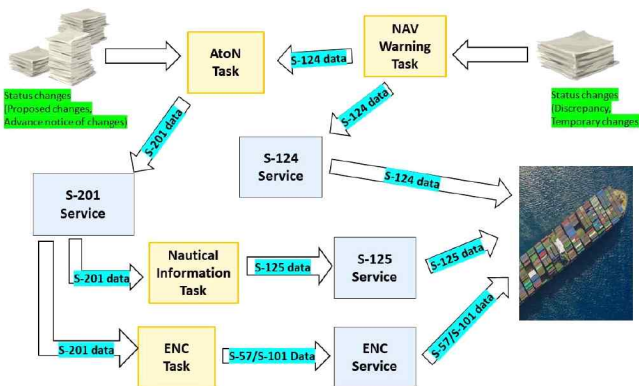 AtoN
Task
S-124 data
NAV
Warning
Task
Status changes
(Proposed changes,
Advance notice of changes)
Status changes
(Discrepancy,
Temporary changes
S-201 data
S-124 data
S-124
Service
S-124 data
S-201
Service
S-201 data
Nautical
Information
Task
S-125 data
S-125
Service
S-125 data
S-201 data
ENC
Task
S-57/S-101 Data
ENC
Service
S-57/S-101 data